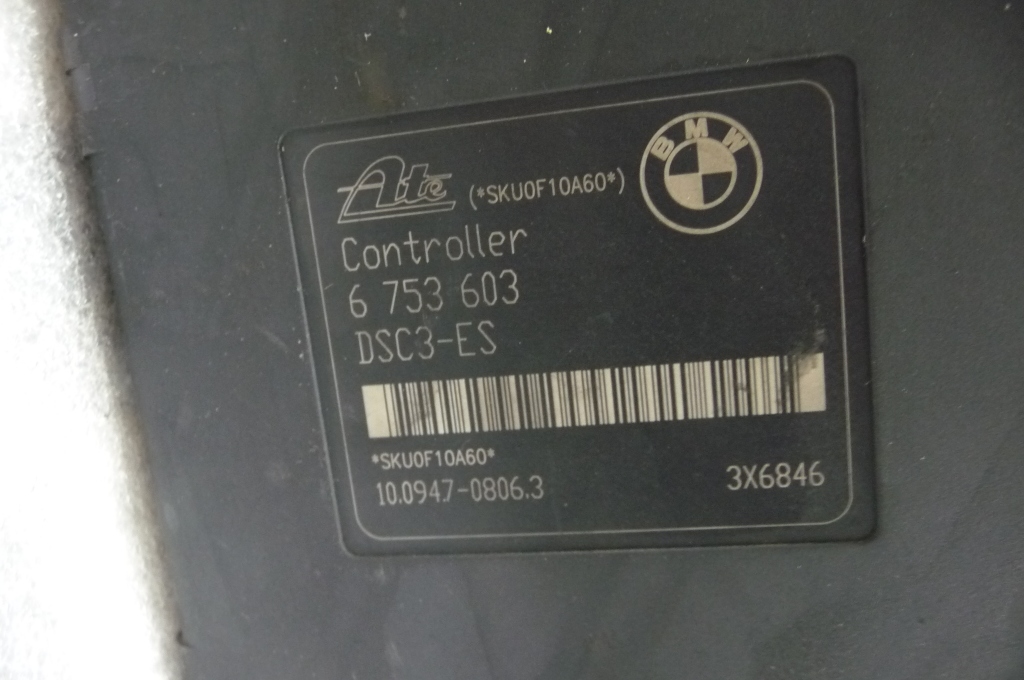 Ate (*SKU0F10A60*) BMW
Controller
6 753 603
DSC3-ES
*SKU0F10A60*
10.0947-0806.3 3X6846